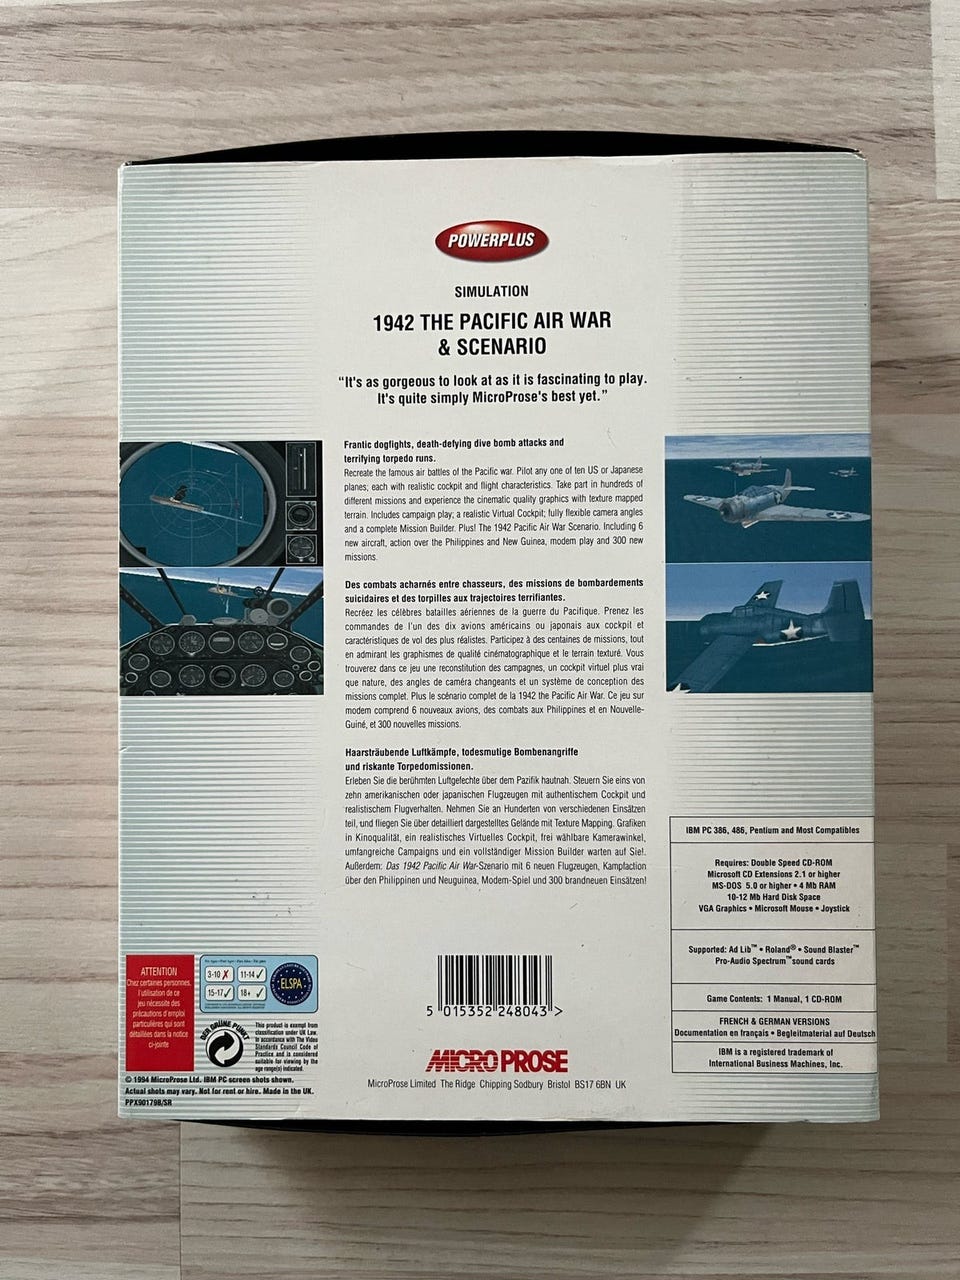 POWERPLUS
SIMULATION
1942 THE PACIFIC AIR WAR
& SCENARIO
“It's as gorgeous to look at as it is fascinating to play.
It's quite simply MicroProse's best yet.”
Frantic dogfights, death-defying dive bomb attacks and
terrifying torpedo runs.
Recreate the famous air battles of the Pacific war. Pilot any one of ten US or Japanese
planes; each with realistic cockpit and flight characteristics. Take part in hundreds of
different missions and experience the cinematic quality graphics with texture mapped
terrain. Includes campaign play; a realistic Virtual Cockpit; fully flexible camera angles
and a complete Mission Builder. Plus! The 1942 Pacific Air War Scenario. Including 6
new aircraft, action over the Philippines and New Guinea, modem play and 300 new
missions.
Des combats acharnés entre chasseurs, des missions de bombardements
suicidaires et des torpilles aux trajectoires terrifiantes.
Recréez les célèbres batailles aériennes de la guerre du Pacifique. Prenez les
commandes de l'un des dix avions américains ou japonais aux cockpit et
caractéristiques de vol des plus réalistes. Participez à des centaines de missions, tout
en admirant les graphismes de qualité cinématographique et le terrain texturé. Vous
trouverez dans ce jeu une reconstitution des campagnes, un cockpit virtuel plus vrai
que nature, des angles de caméra changeants et un système de conception des
missions complet. Plus le scénario complet de la 1942 the Pacific Air War. Ce jeu sur
modem comprend 6 nouveaux avions, des combats aux Philippines et en Nouvelle-
Guiné, et 300 nouvelles missions.
Haarsträubende Luftkämpfe, todesmutige Bombenangriffe
und riskante Torpedomissionen.
Erleben Sie die berühmten Luftgefechte über dem Pazifik hautnah. Steuern Sie eins von
zehn amerikanischen oder japanischen Flugzeugen mit authentischem Cockpit und
realistischem Flugverhalten. Nehmen Sie an Hunderten von verschiedenen Einsätzen
teil, und fliegen Sie über detailliert dargestelltes Gelände mit Texture Mapping. Grafiken
in Kinoqualität, ein realistisches Virtuelles Cockpit, frei wählbare Kamerawinkel,
umfangreiche Campaigns und ein vollständiger Mission Builder warten auf Sie!.
Außerdem: Das 1942 Pacific Air War-Szenario mit 6 neuen Flugzeugen, Kampfaction
über den Philippinen und Neuguinea, Modem-Spiel und 300 brandneuen Einsätzen!
IBM PC 386, 486, Pentium and Most Compatibles
Requires: Double Speed CD-ROM
Microsoft CD Extensions 2.1 or higher
MS-DOS 5.0 or higher • 4 Mb RAM
10-12 Mb Hard Disk Space
VGA Graphics • Microsoft Mouse • Joystick
Supported: Ad Lib™ • Roland® • Sound Blaster™
Pro-Audio Spectrum™ sound cards
Game Contents: 1 Manual, 1 CD-ROM
FRENCH & GERMAN VERSIONS
Documentation en français • Begleitmaterial auf Deutsch
IBM is a registered trademark of
International Business Machines, Inc.
ATTENTION
Chez certaines personnes,
l'utilisation de ce
jeu nécessite des
précautions d'emploi
particulières qui sont
détaillées dans la notice
ci-jointe
3-10 ✗ 11-14 ✓
15-17 ✓ 18+ ✓
ELSPA
DER GRÜNE PUNKT
This product is exempt from
classification under UK Law.
In accordance with The Video
Standards Council Code of
Practice and is considered
suitable for viewing by the
age range(s) indicated.
© 1994 MicroProse Ltd. IBM PC screen shots shown.
Actual shots may vary. Not for rent or hire. Made in the UK.
PPX90179B/SR
5 015352 248043 >
MICROPROSE
MicroProse Limited The Ridge Chipping Sodbury Bristol BS17 6BN UK